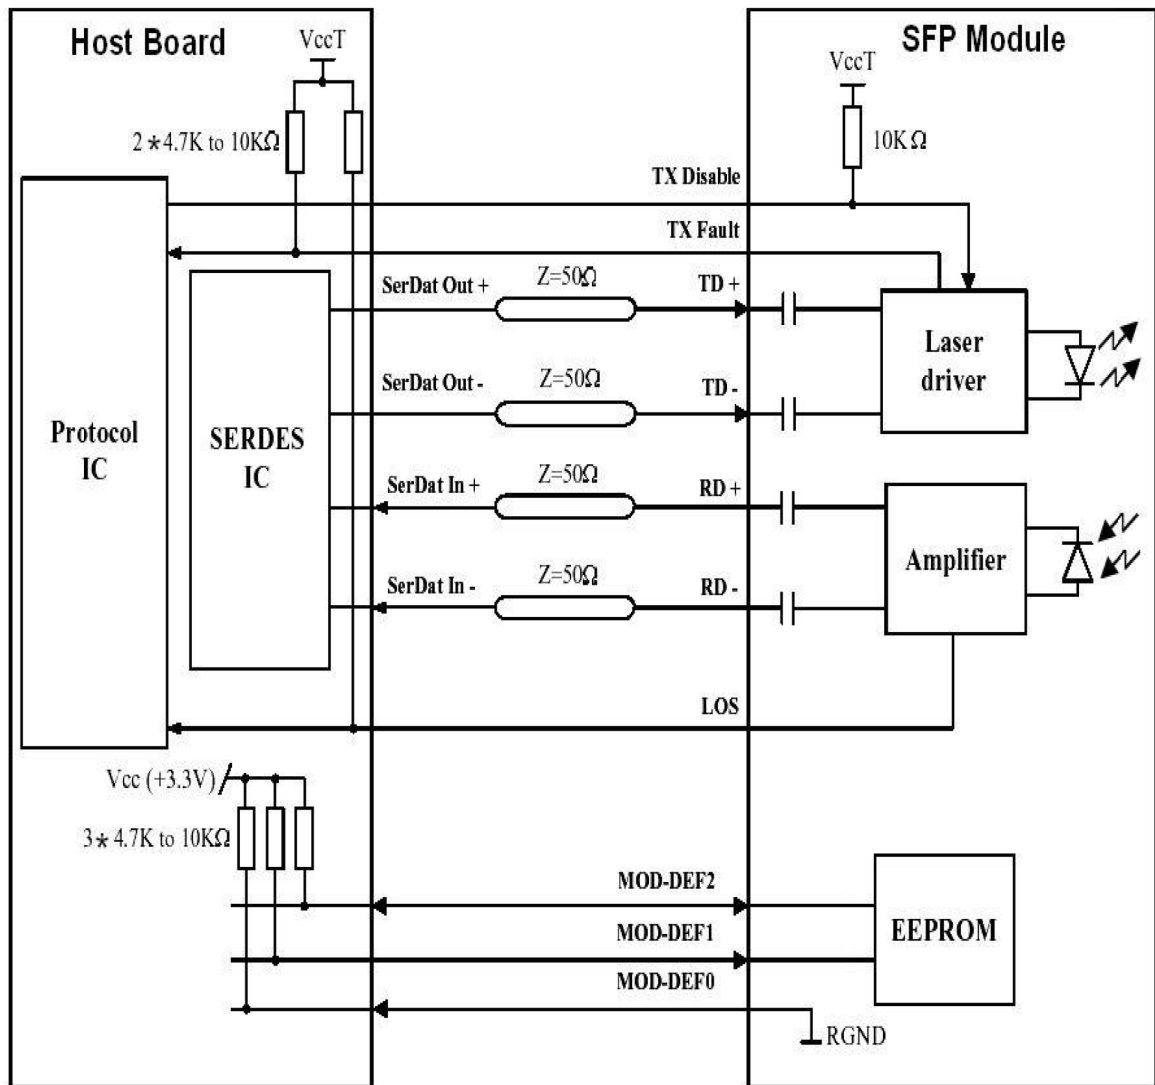 Host Board
SFP Module
VccT
VccT
2*4.7K to 10KΩ
10KΩ
TX Disable
TX Fault
SerDat Out +
Z=50Ω
TD +
Laser
driver
SerDat Out -
Z=50Ω
TD -
Protocol
IC
SERDES
IC
SerDat In +
Z=50Ω
RD +
Amplifier
SerDat In -
Z=50Ω
RD -
LOS
Vcc (+3.3V)
3*4.7K to 10KΩ
MOD-DEF2
EEPROM
MOD-DEF1
MOD-DEF0
RGND